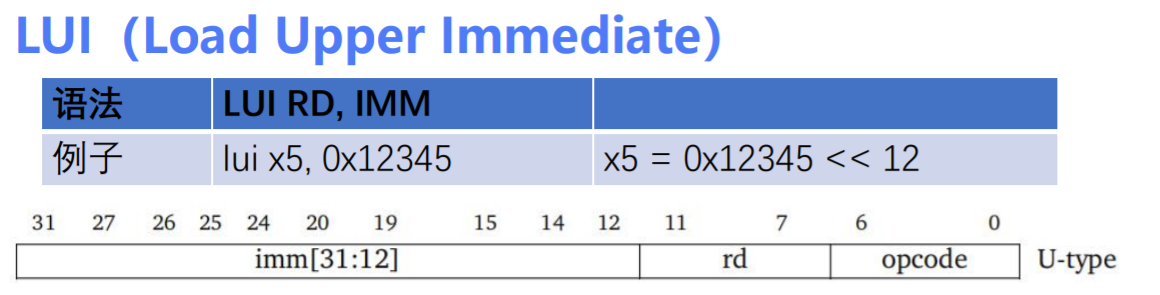 LUI（Load Upper Immediate）
语法 LUI RD, IMM
例子 lui x5, 0x12345 x5 = 0x12345 << 12
31 27 26 25 24 20 19 15 14 12 11 7 6 0
imm[31:12] rd opcode U-type